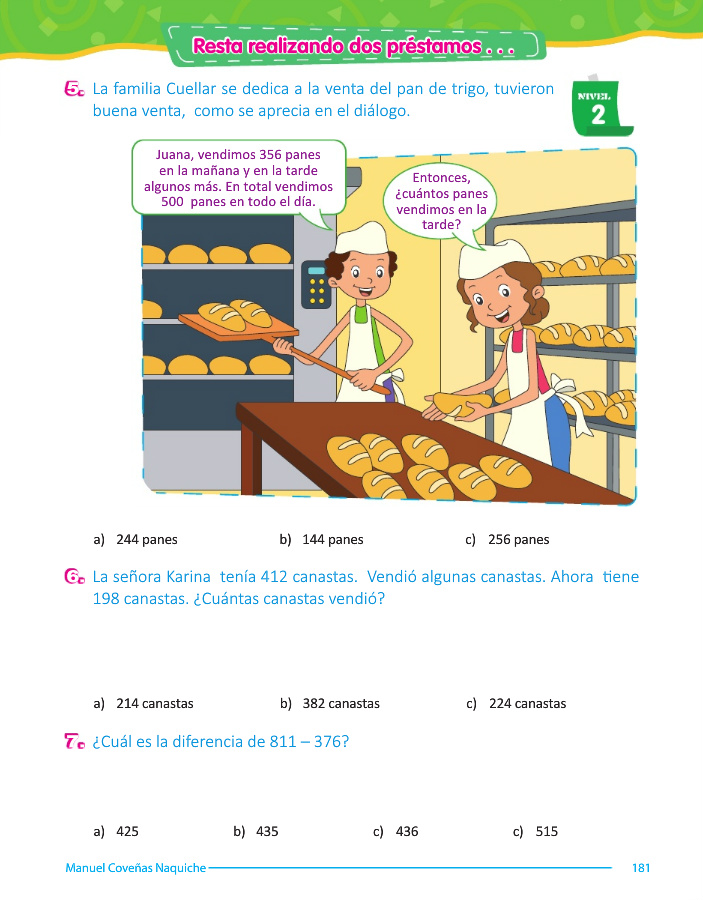 Resta realizando dos préstamos . . .
5. La familia Cuellar se dedica a la venta del pan de trigo, tuvieron
buena venta, como se aprecia en el diálogo.
NIVEL
2
Juana, vendimos 356 panes
en la mañana y en la tarde
algunos más. En total vendimos
500 panes en todo el día.
Entonces,
¿cuántos panes
vendimos en la
tarde?
a) 244 panes b) 144 panes c) 256 panes
6. La señora Karina tenía 412 canastas. Vendió algunas canastas. Ahora tiene
198 canastas. ¿Cuántas canastas vendió?
a) 214 canastas b) 382 canastas c) 224 canastas
7. ¿Cuál es la diferencia de 811 – 376?
a) 425 b) 435 c) 436 c) 515
Manuel Coveñas Naquiche 181